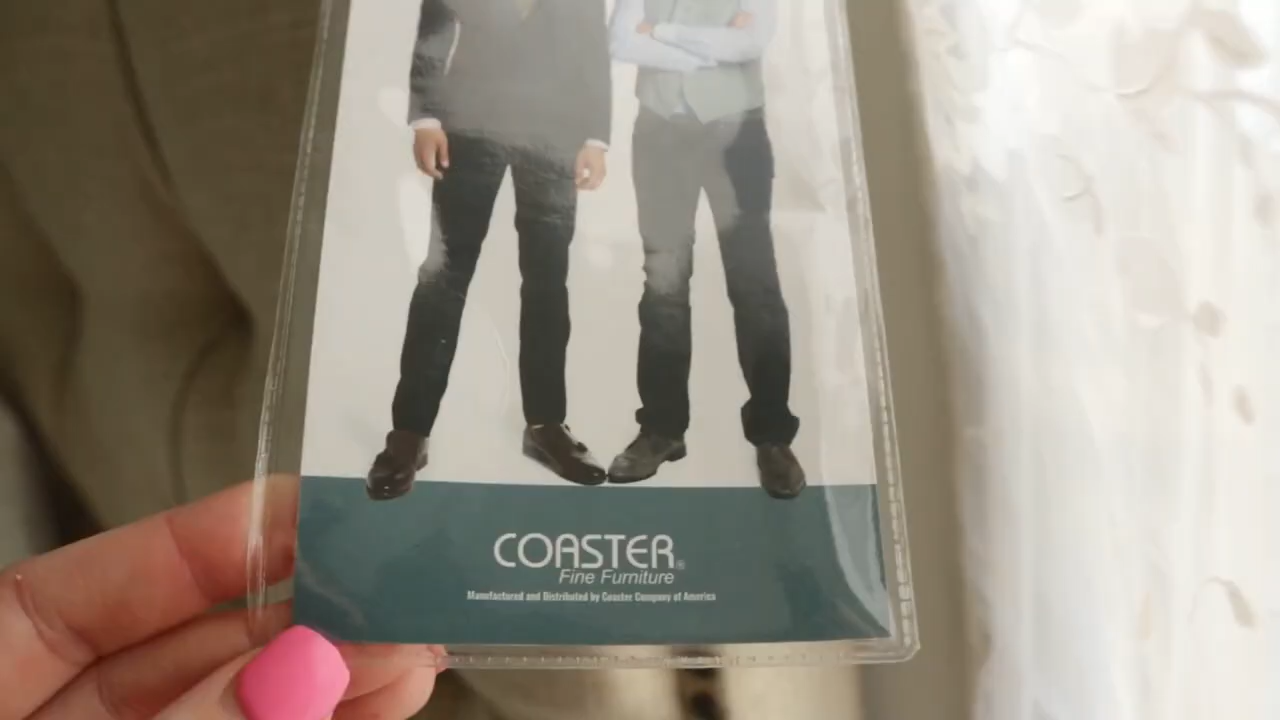 COASTER®
Fine Furniture
Manufactured and Distributed by Coaster Company of America